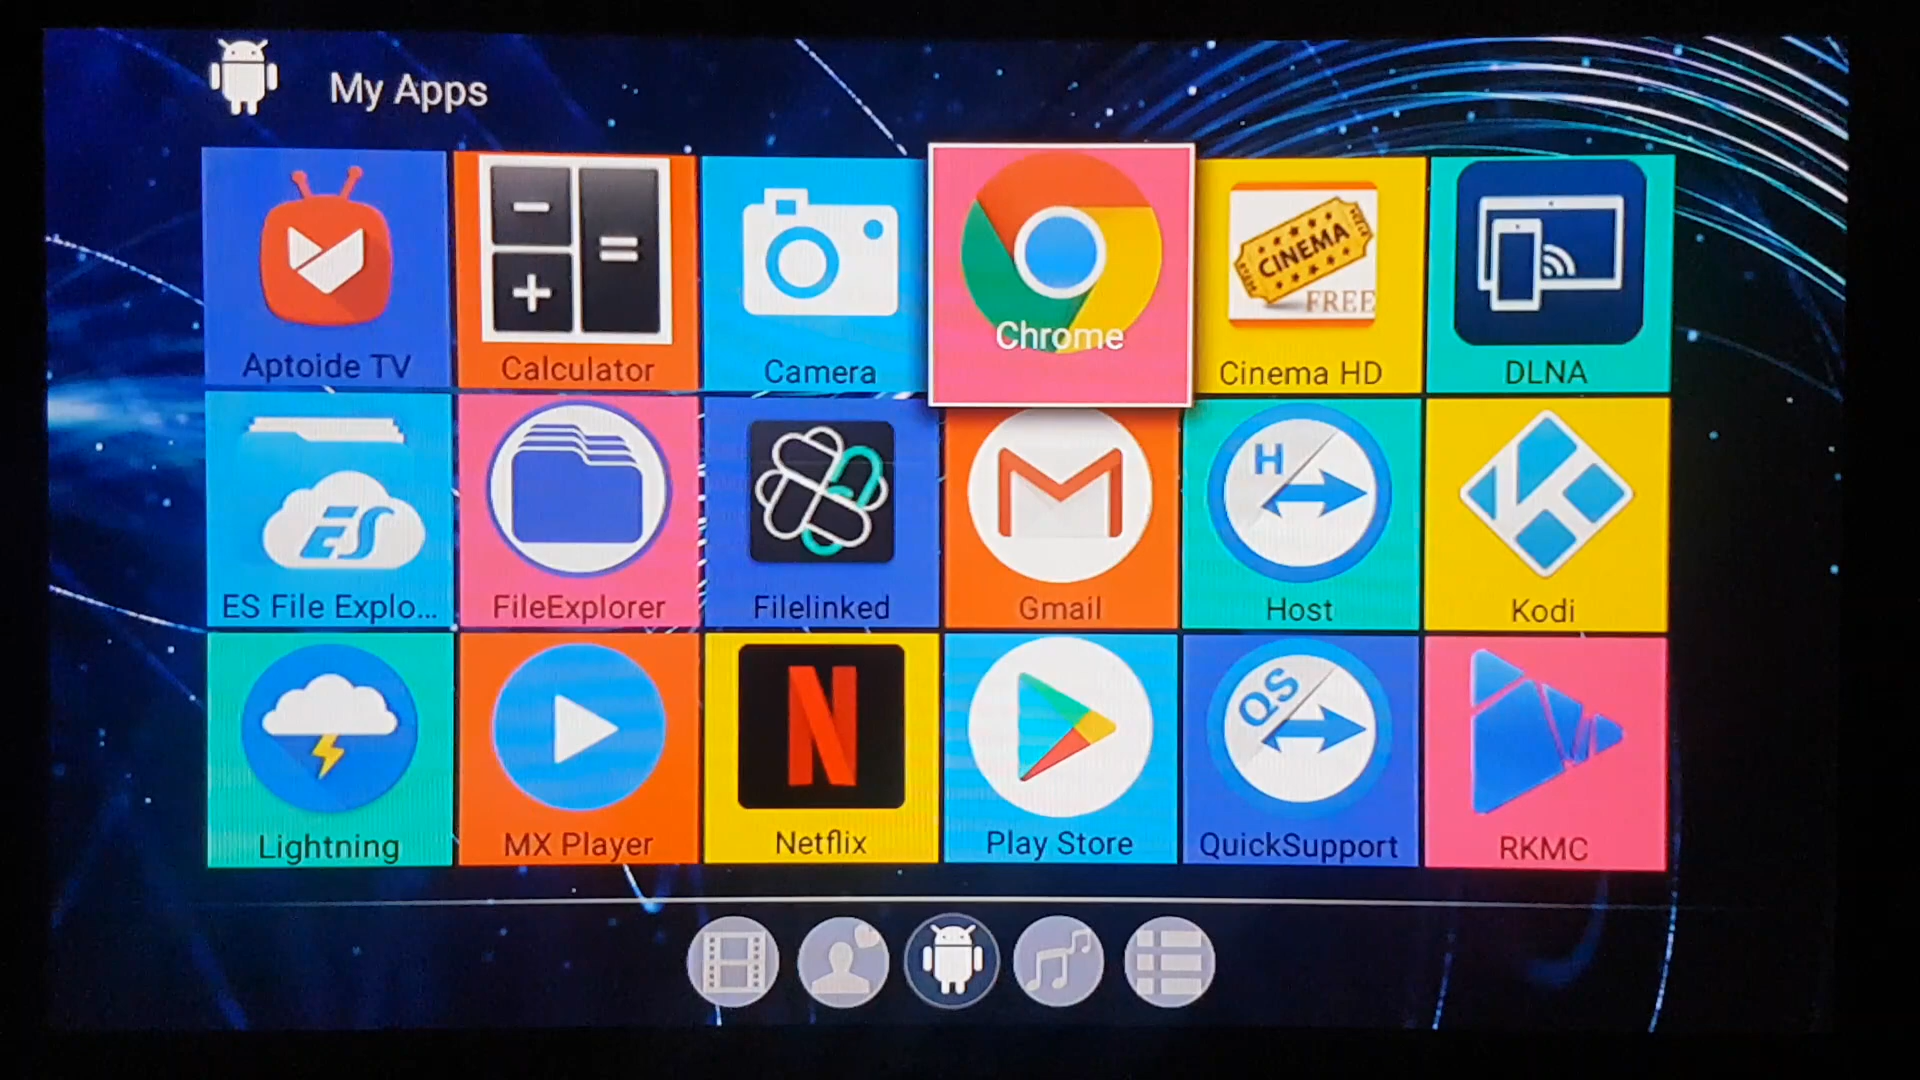 My Apps
CINEMA
FREE
Aptoide TV
Calculator
Camera
Chrome
Cinema HD
DLNA
ES
H
ES File Explo...
FileExplorer
Filelinked
Gmail
Host
Kodi
N
QS
Lightning
MX Player
Netflix
Play Store
QuickSupport
RKMC